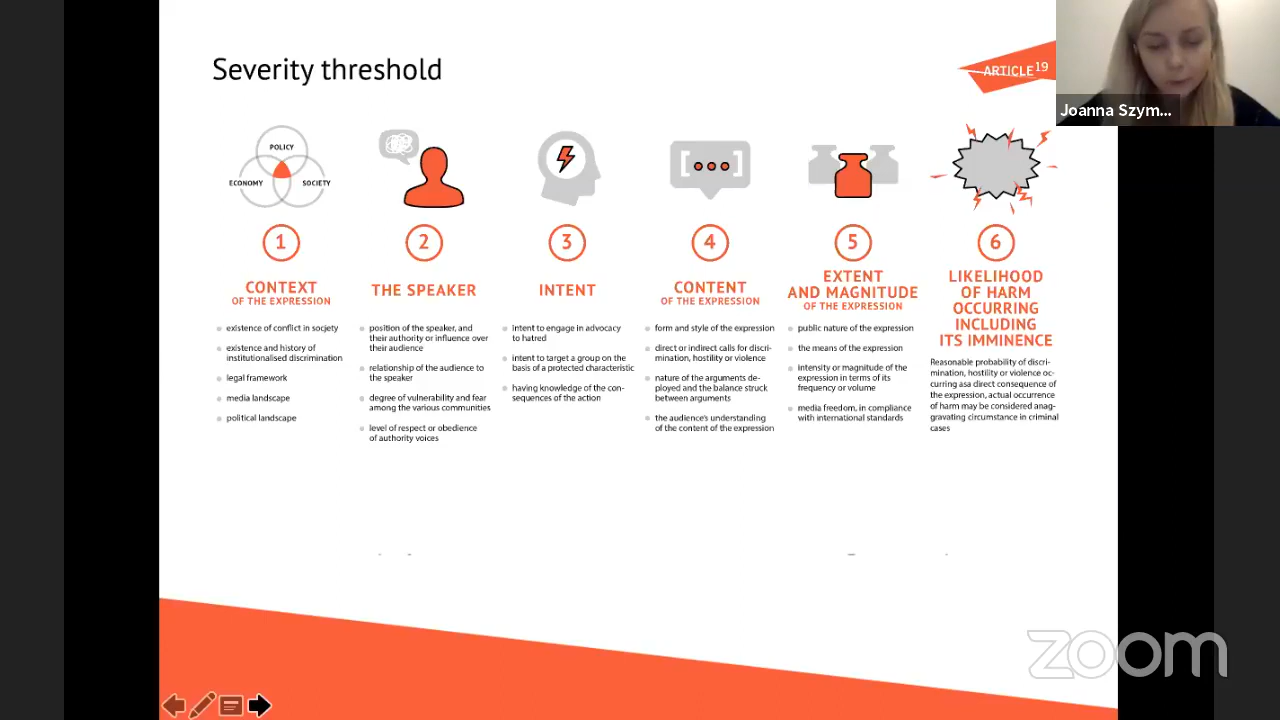 Severity threshold
ARTICLE 19
Joanna Szym...
POLICY
ECONOMY
SOCIETY
1
CONTEXT
OF THE EXPRESSION
existence of conflict in society
existence and history of
institutionalised discrimination
legal framework
media landscape
political landscape
2
THE SPEAKER
position of the speaker, and
their authority or influence over
their audience
relationship of the audience to
the speaker
degree of vulnerability and fear
among the various communities
level of respect or obedience
of authority voices
3
INTENT
intent to engage in advocacy
to hatred
intent to target a group on the
basis of a protected characteristic
having knowledge of the con-
sequences of the action
4
CONTENT
OF THE EXPRESSION
form and style of the expression
direct or indirect calls for discri-
mination, hostility or violence
nature of the arguments de-
ployed and the balance struck
between arguments
the audience's understanding
of the content of the expression
5
EXTENT
AND MAGNITUDE
OF THE EXPRESSION
public nature of the expression
the means of the expression
intensity or magnitude of the
expression in terms of its
frequency or volume
media freedom, in compliance
with international standards
6
LIKELIHOOD
OF HARM
OCCURRING
INCLUDING
ITS IMMINENCE
Reasonable probability of discri-
mination, hostility or violence oc-
curring asa direct consequence of
the expression, actual occurrence
of harm may be considered anag-
gravating circumstance in criminal
cases
zoom